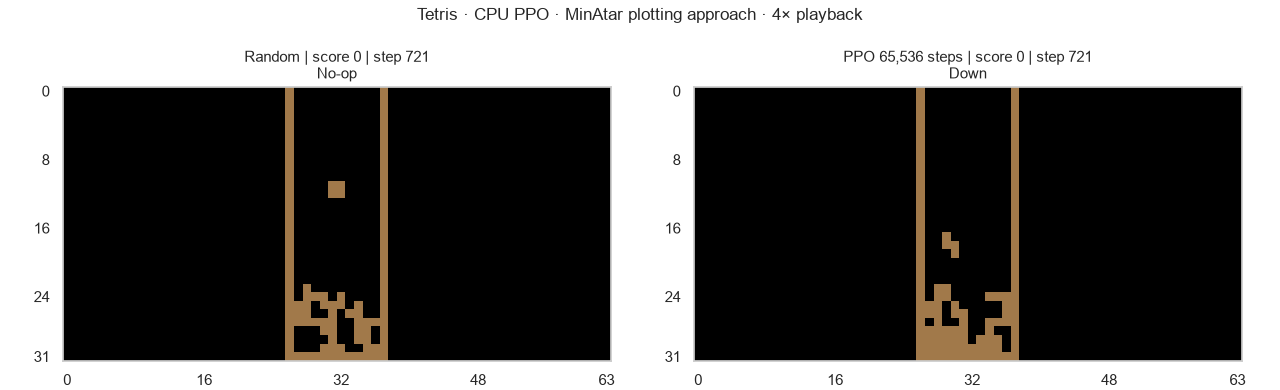 Tetris · CPU PPO · MinAtar plotting approach · 4× playback
Random | score 0 | step 721
No-op
0
8
16
24
31
0 16 32 48 63
PPO 65,536 steps | score 0 | step 721
Down
0
8
16
24
31
0 16 32 48 63